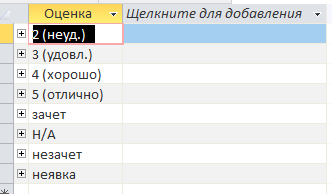 Оценка Щелкните для добавления
2 (неуд.)
3 (удовл.)
4 (хорошо)
5 (отлично)
зачет
Н/А
незачет
неявка